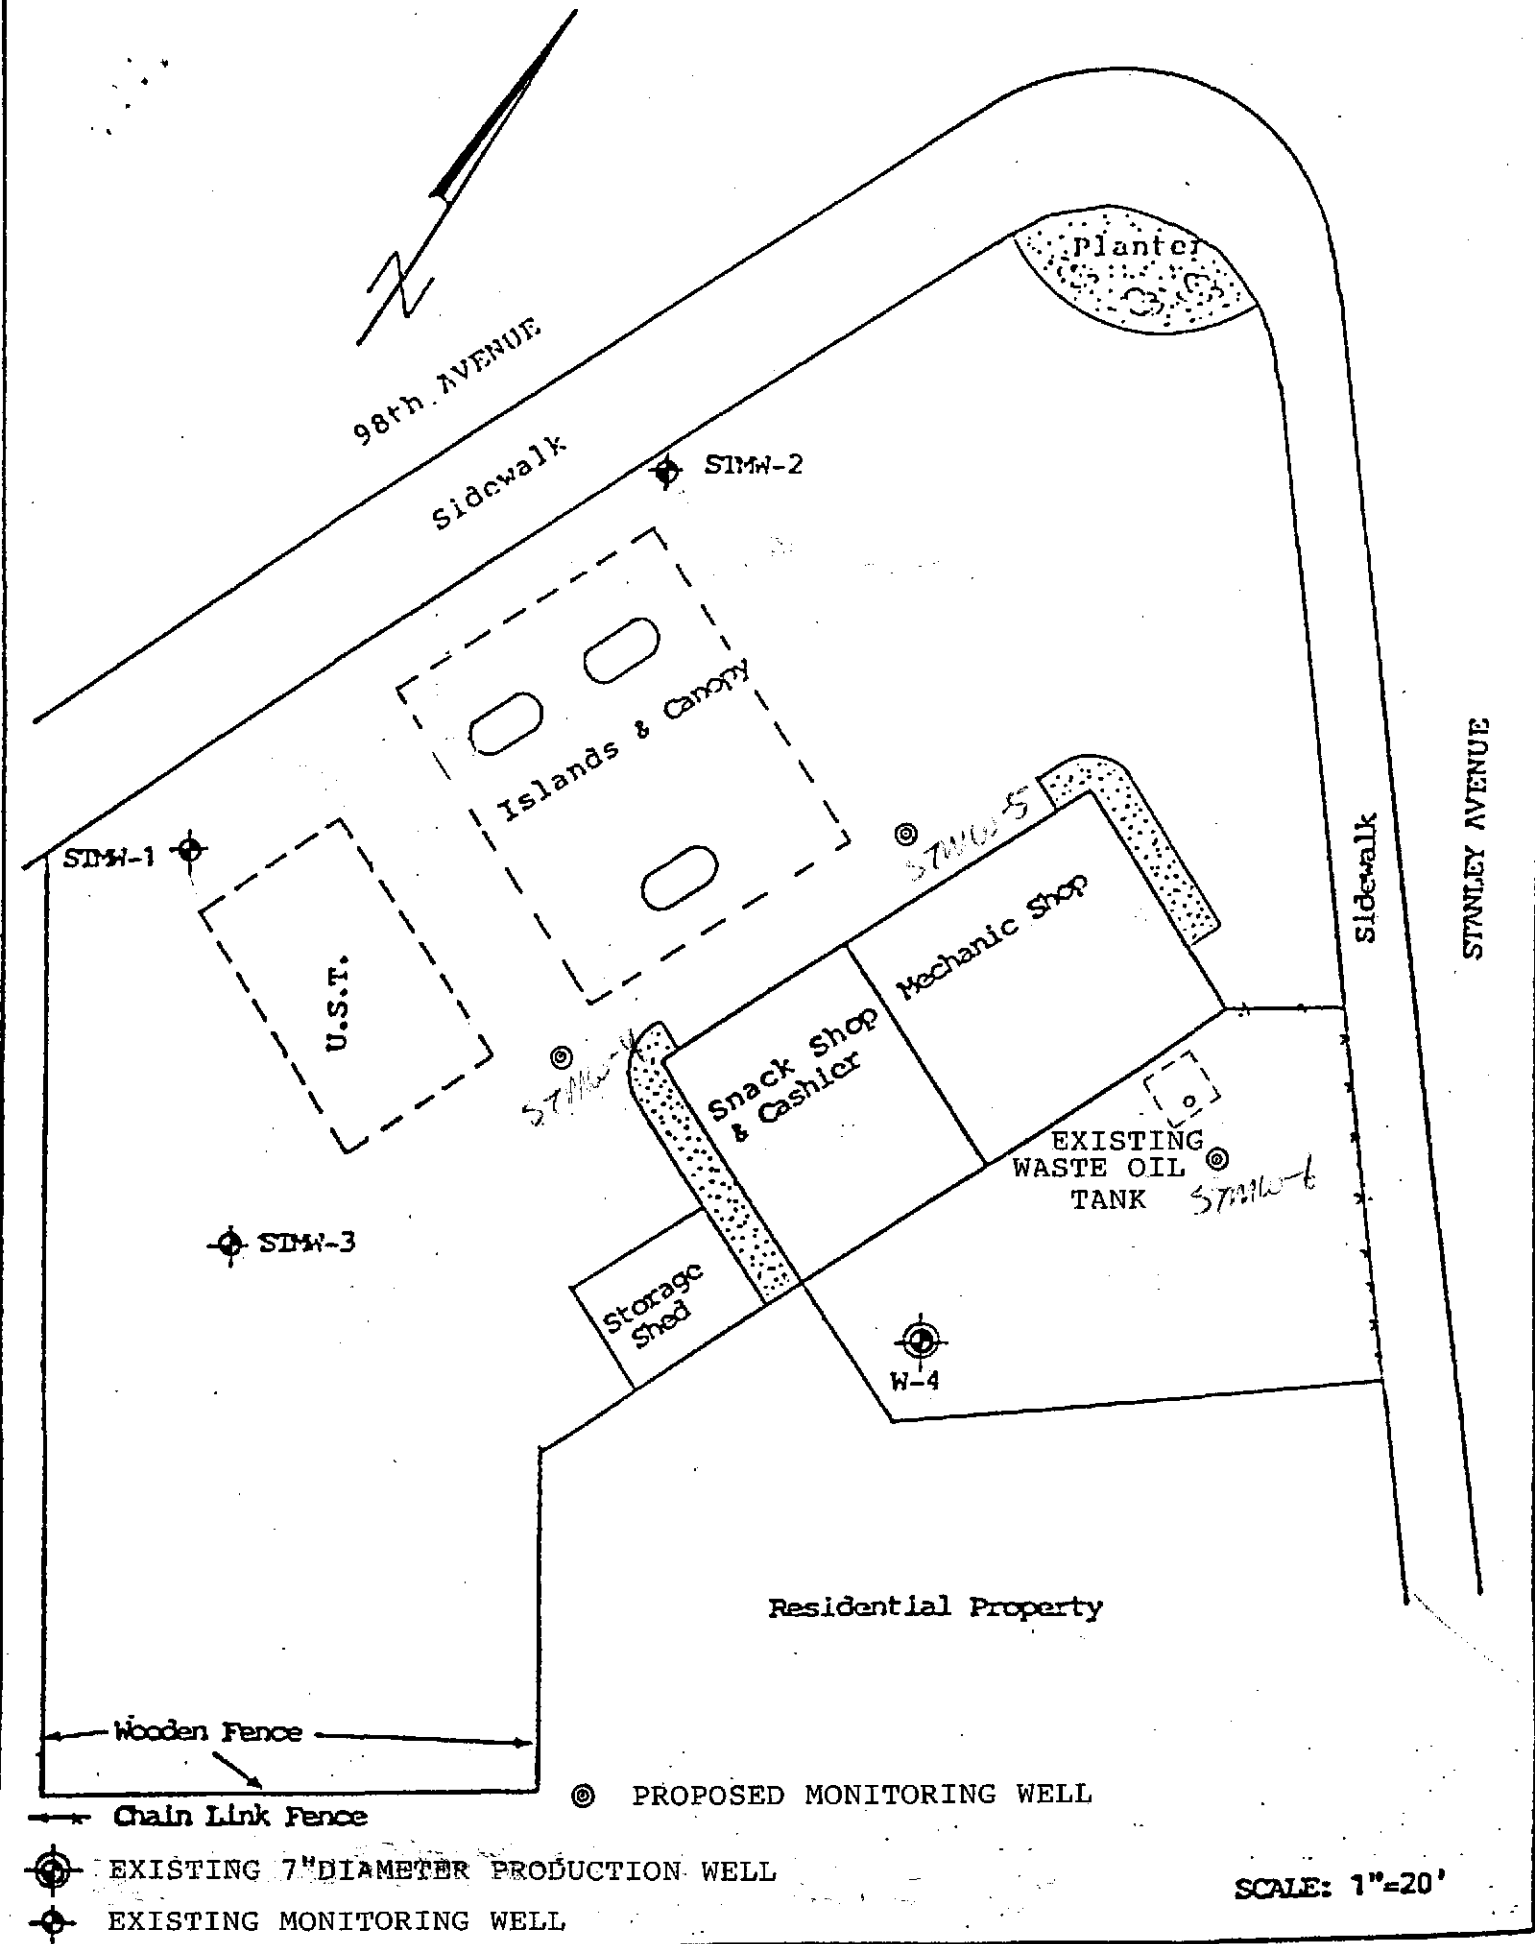 N
Planter
98th AVENUE
Sidewalk
STMW-2
Islands & Canopy
STMW-5
STMW-1
U.S.T.
Mechanic Shop
Sidewalk
STANLEY AVENUE
STMW-4
Snack Shop
& Cashier
EXISTING
WASTE OIL
TANK
STMW-6
STMW-3
Storage
Shed
W-4
Residential Property
Wooden Fence
PROPOSED MONITORING WELL
Chain Link Fence
EXISTING 7"DIAMETER PRODUCTION WELL
SCALE: 1"=20'
EXISTING MONITORING WELL